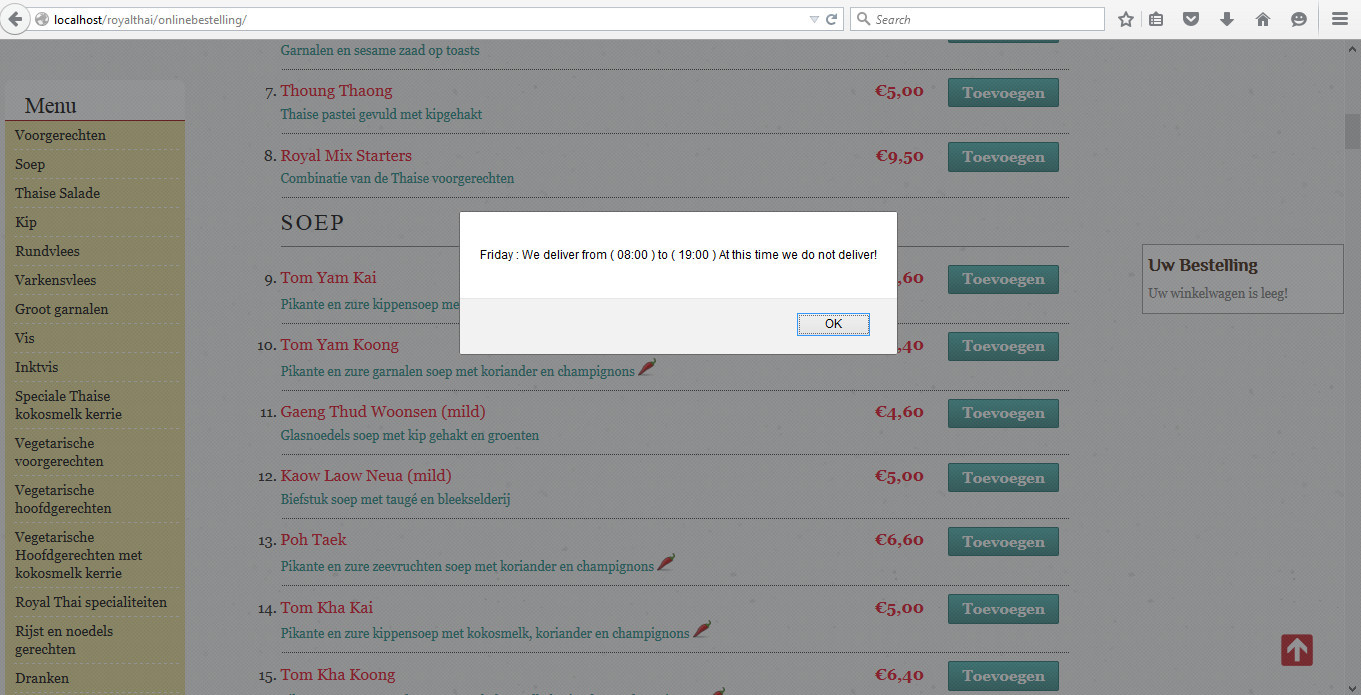 localhost/royalthai/onlinebestelling/
Search
Menu
Voorgerechten
Soep
Thaise Salade
Kip
Rundvlees
Varkensvlees
Groot garnalen
Vis
Inktvis
Speciale Thaise
kokosmelk kerrie
Vegetarische
voorgerechten
Vegetarische
hoofdgerechten
Vegetarische
Hoofdgerechten met
kokosmelk kerrie
Royal Thai specialiteiten
Rijst en noedels
gerechten
Dranken
Garnalen en sesame zaad op toasts
7. Thoung Thaong €5,00 Toevoegen
Thaise pastei gevuld met kipgehakt
8. Royal Mix Starters €9,50 Toevoegen
Combinatie van de Thaise voorgerechten
SOEP
Friday : We deliver from ( 08:00 ) to ( 19:00 ) At this time we do not deliver!
OK
9. Tom Yam Kai ,60 Toevoegen
Pikante en zure kippensoep me
10. Tom Yam Koong ,40 Toevoegen
Pikante en zure garnalen soep met koriander en champignons
11. Gaeng Thud Woonsen (mild) €4,60 Toevoegen
Glasnoedels soep met kip gehakt en groenten
12. Kaow Laow Neua (mild) €5,00 Toevoegen
Biefstuk soep met taugé en bleekselderij
13. Poh Taek €6,60 Toevoegen
Pikante en zure zeevruchten soep met koriander en champignons
14. Tom Kha Kai €5,00 Toevoegen
Pikante en zure kippensoep met kokosmelk, koriander en champignons
15. Tom Kha Koong €6,40 Toevoegen
Uw Bestelling
Uw winkelwagen is leeg!